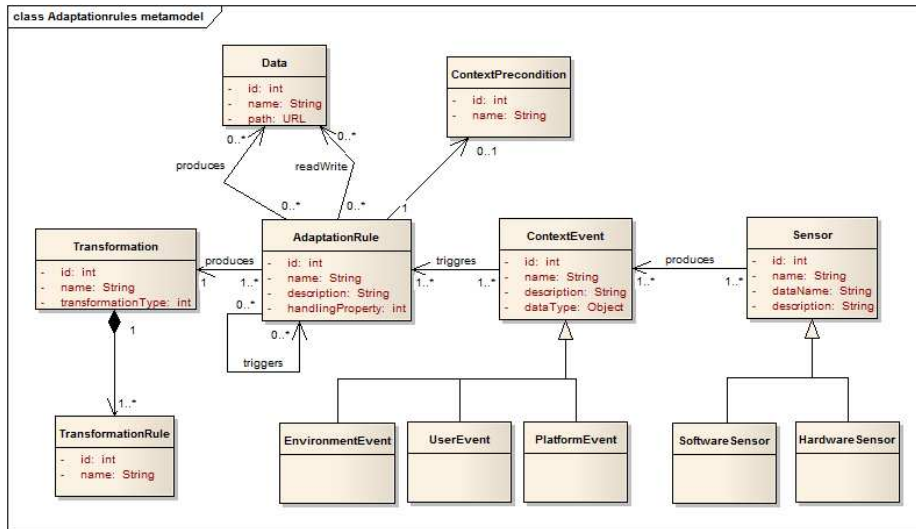 class Adaptationrules metamodel
Data
- id: int
- name: String
- path: URL
ContextPrecondition
- id: int
- name: String
0..*
0..*
0..1
produces
readWrite
0..*
0..*
1
Transformation
- id: int
- name: String
- transformationType: int
produces
1
1..*
AdaptationRule
- id: int
- name: String
- description: String
- handlingProperty: int
triggres
1..*
1..*
ContextEvent
- id: int
- name: String
- description: String
- dataType: Object
produces
1..*
1..*
Sensor
- id: int
- name: String
- dataName: String
- description: String
0..*
0..*
triggers
1
1..*
TransformationRule
- id: int
- name: String
EnvironmentEvent
UserEvent
PlatformEvent
SoftwareSensor
HardwareSensor